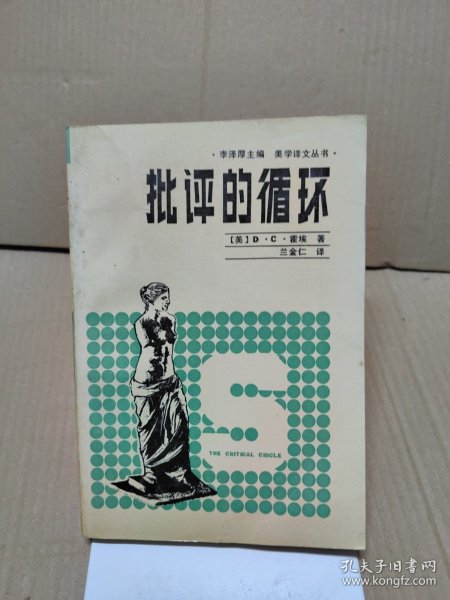 ·李泽厚主编 美学译文丛书·
批评的循环
〔美〕D·C·霍埃 著
兰金仁 译
S
THE CRITICAL CSICLE
孔夫子旧书网
www.kongfz.com